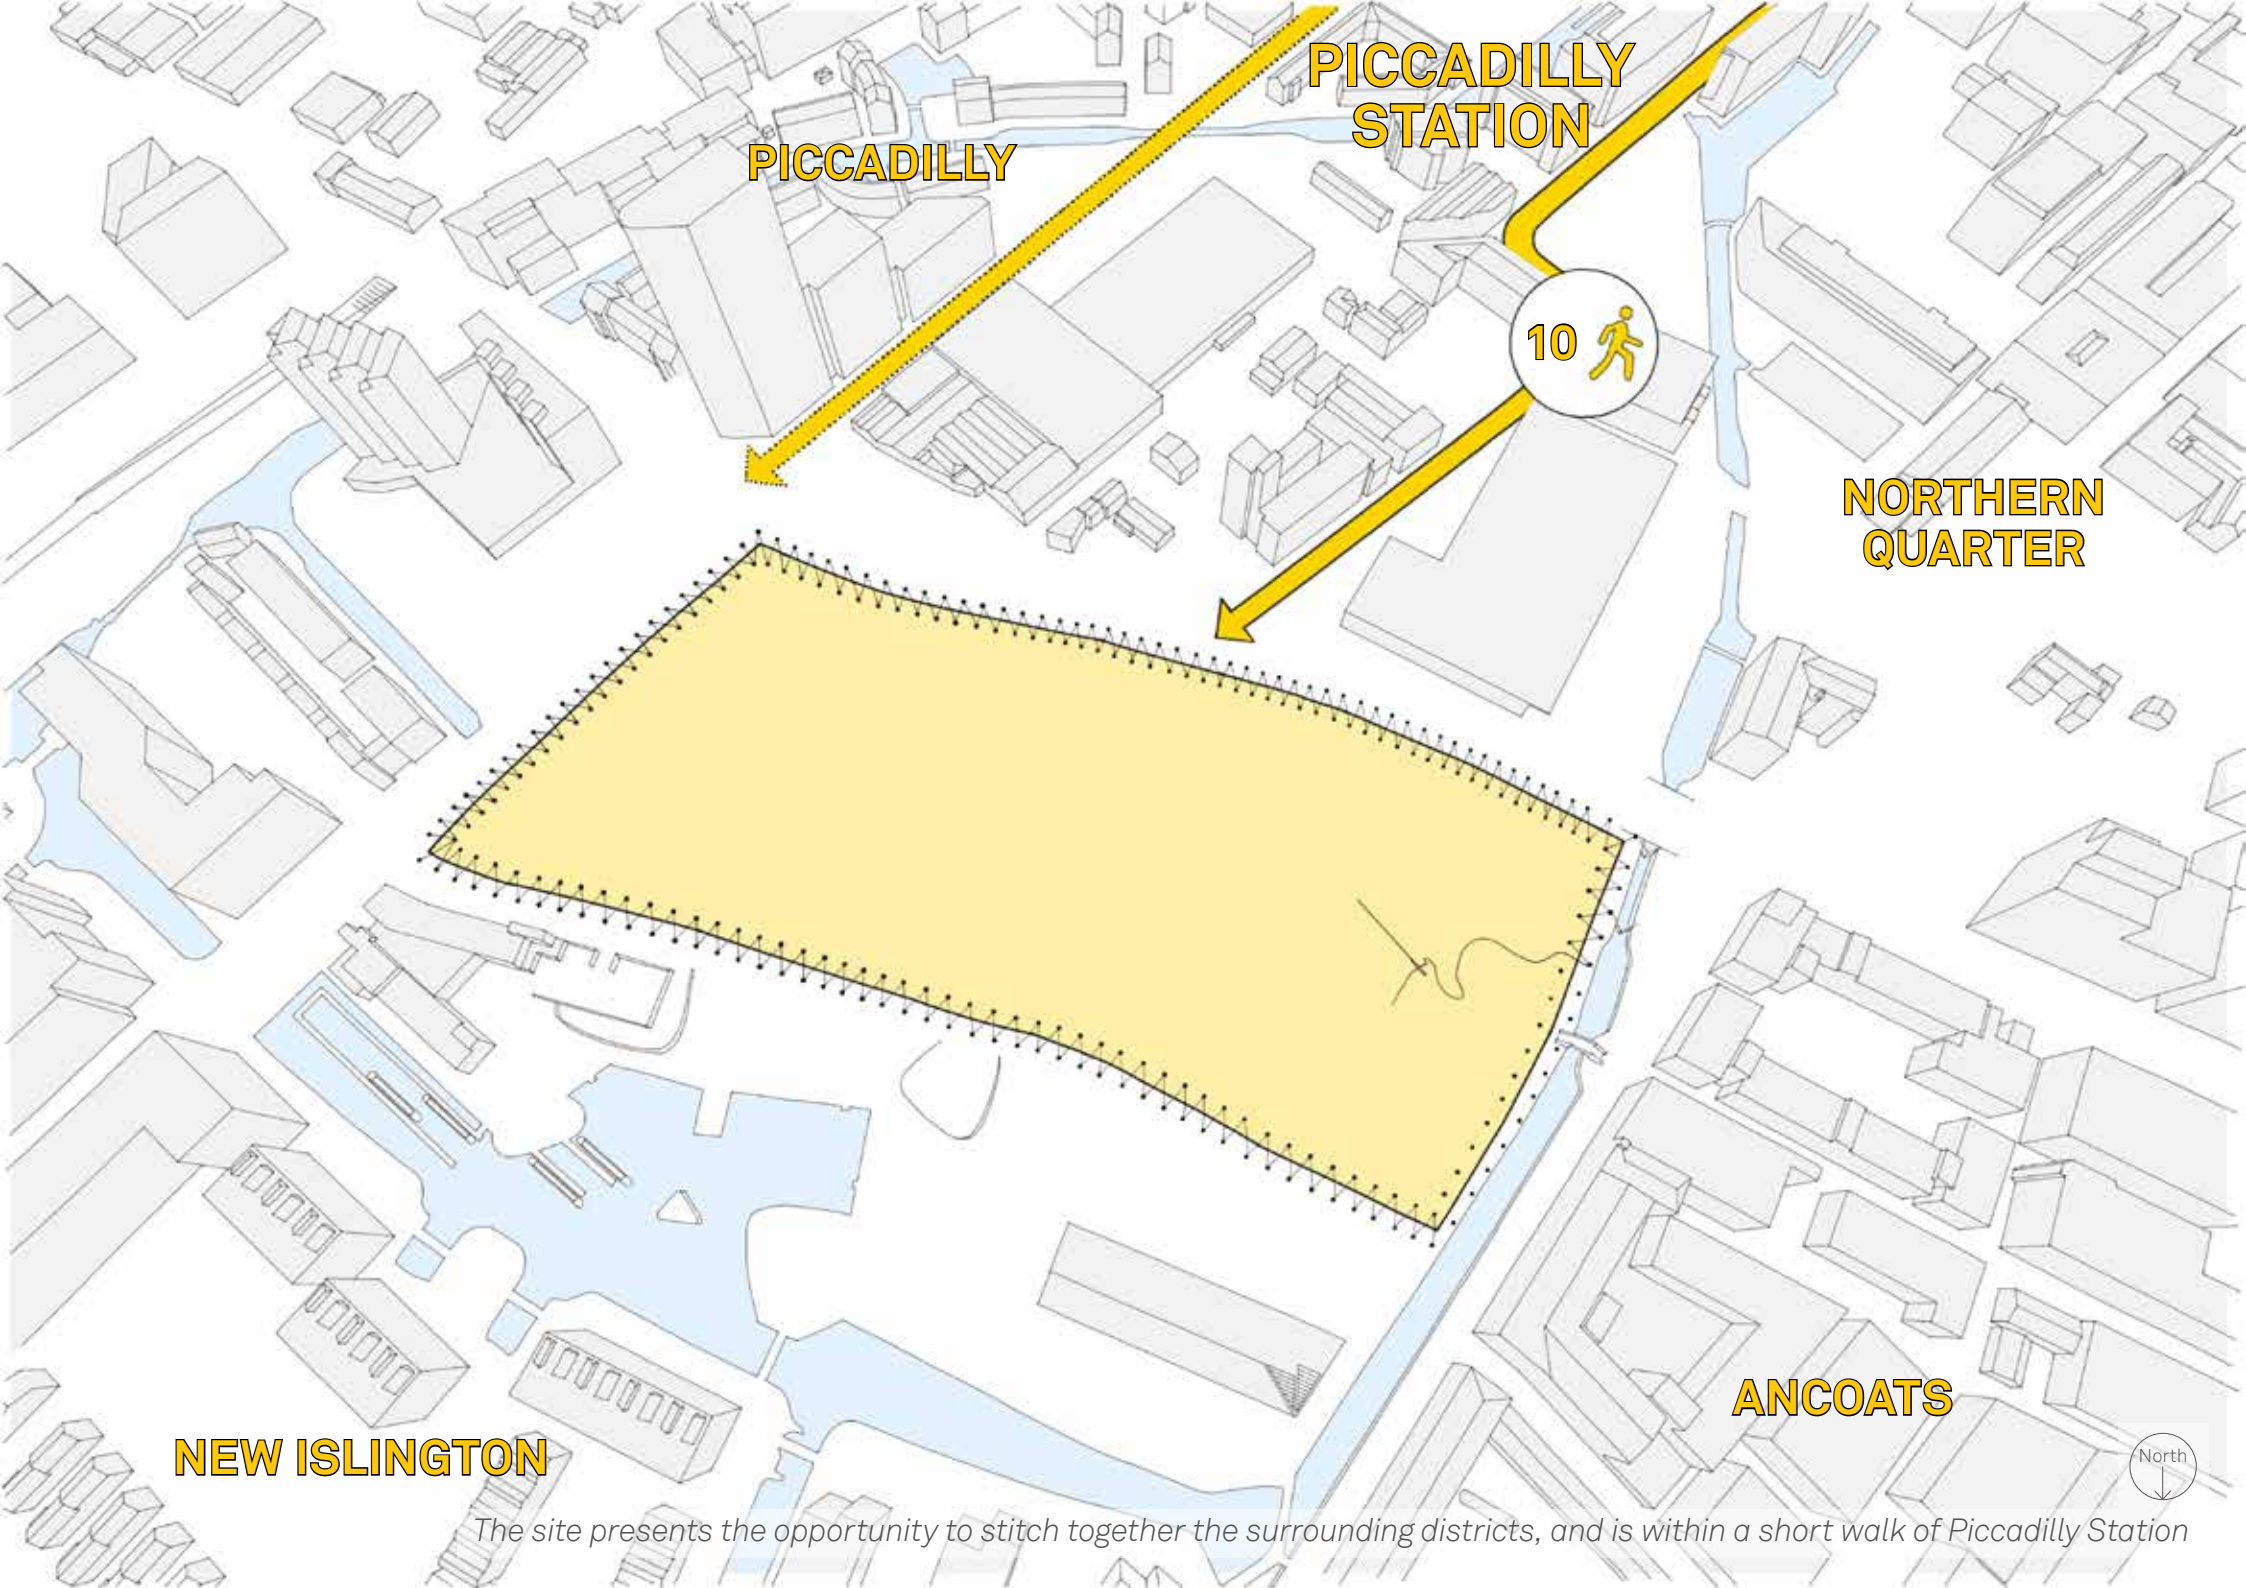 PICCADILLY
STATION
PICCADILLY
10
NORTHERN
QUARTER
ANCOATS
NEW ISLINGTON
North
The site presents the opportunity to stitch together the surrounding districts, and is within a short walk of Piccadilly Station